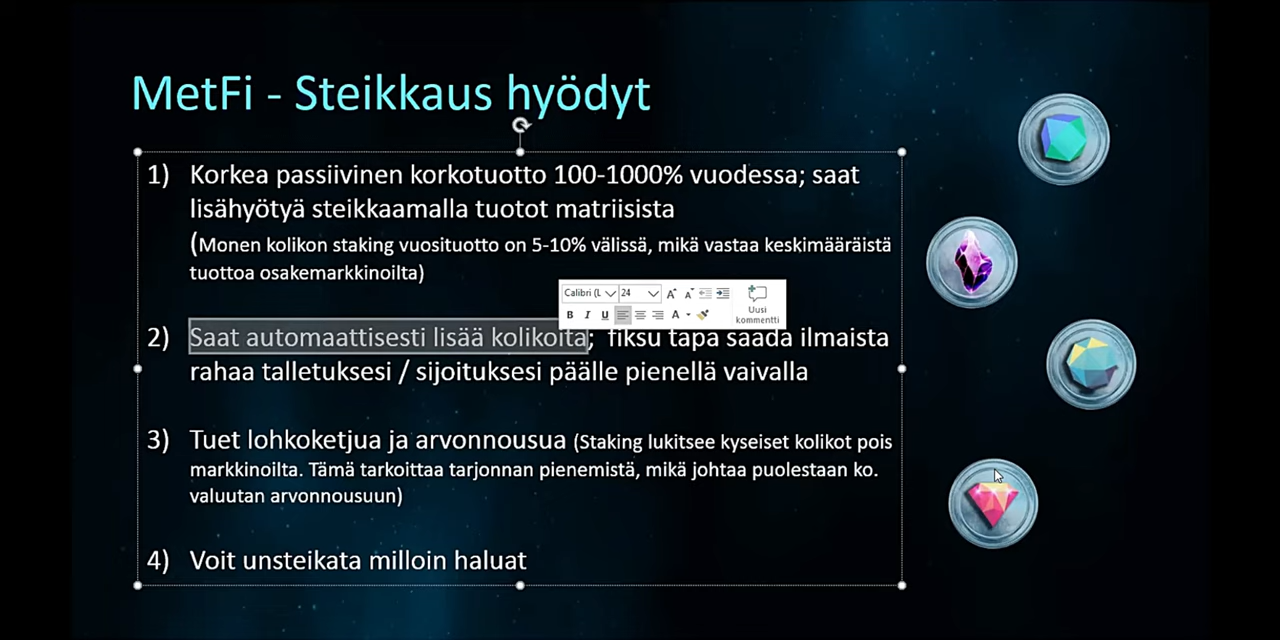 MetFi - Steikkaus hyödyt
1) Korkea passiivinen korkotuotto 100-1000% vuodessa; saat
lisähyötyä steikkaamalla tuotot matriisista
(Monen kolikon staking vuosituotto on 5-10% välissä, mikä vastaa keskimääräistä
tuottoa osakemarkkinoilta)
Calibri (L 24 A A
B I U A
Uusi
kommentti
2) Saat automaattisesti lisää kolikoita; fiksu tapa saada ilmaista
rahaa talletuksesi / sijoituksesi päälle pienellä vaivalla
3) Tuet lohkoketjua ja arvonnousua (Staking lukitsee kyseiset kolikot pois
markkinoilta. Tämä tarkoittaa tarjonnan pienemistä, mikä johtaa puolestaan ko.
valuutan arvonnousuun)
4) Voit unsteikata milloin haluat